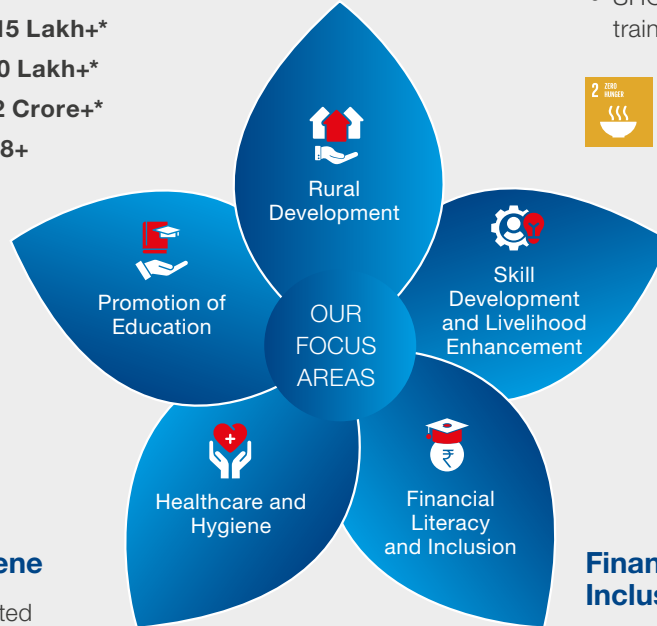 15 Lakh+*
0 Lakh+*
2 Crore+*
8+
train
2 ZERO
HUNGER
Rural
Development
Promotion of
Education
Skill
Development
and Livelihood
Enhancement
OUR
FOCUS
AREAS
Healthcare and
Hygiene
₹
Financial
Literacy
and Inclusion
ene
ted
Finan
Inclus